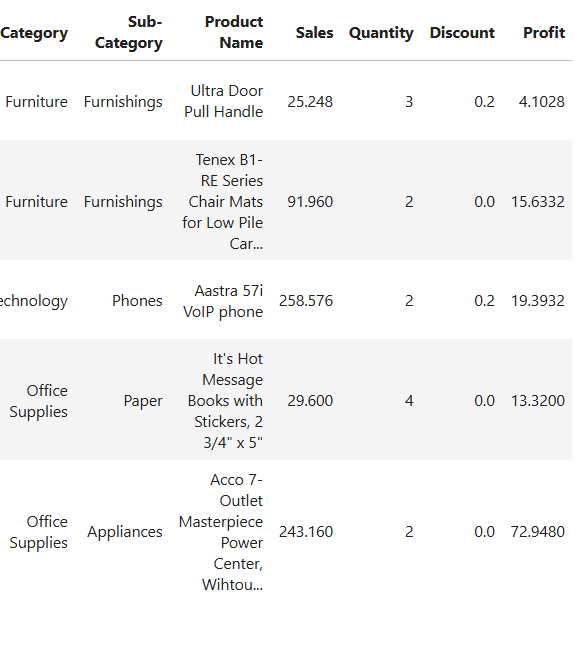 Category Sub-Category Product Name Sales Quantity Discount Profit
Furniture Furnishings Ultra Door Pull Handle 25.248 3 0.2 4.1028
Furniture Furnishings Tenex B1-RE Series Chair Mats for Low Pile Car... 91.960 2 0.0 15.6332
echnology Phones Aastra 57i VoIP phone 258.576 2 0.2 19.3932
Office Supplies Paper It's Hot Message Books with Stickers, 2 3/4" x 5" 29.600 4 0.0 13.3200
Office Supplies Appliances Acco 7-Outlet Masterpiece Power Center, Wihtou... 243.160 2 0.0 72.9480